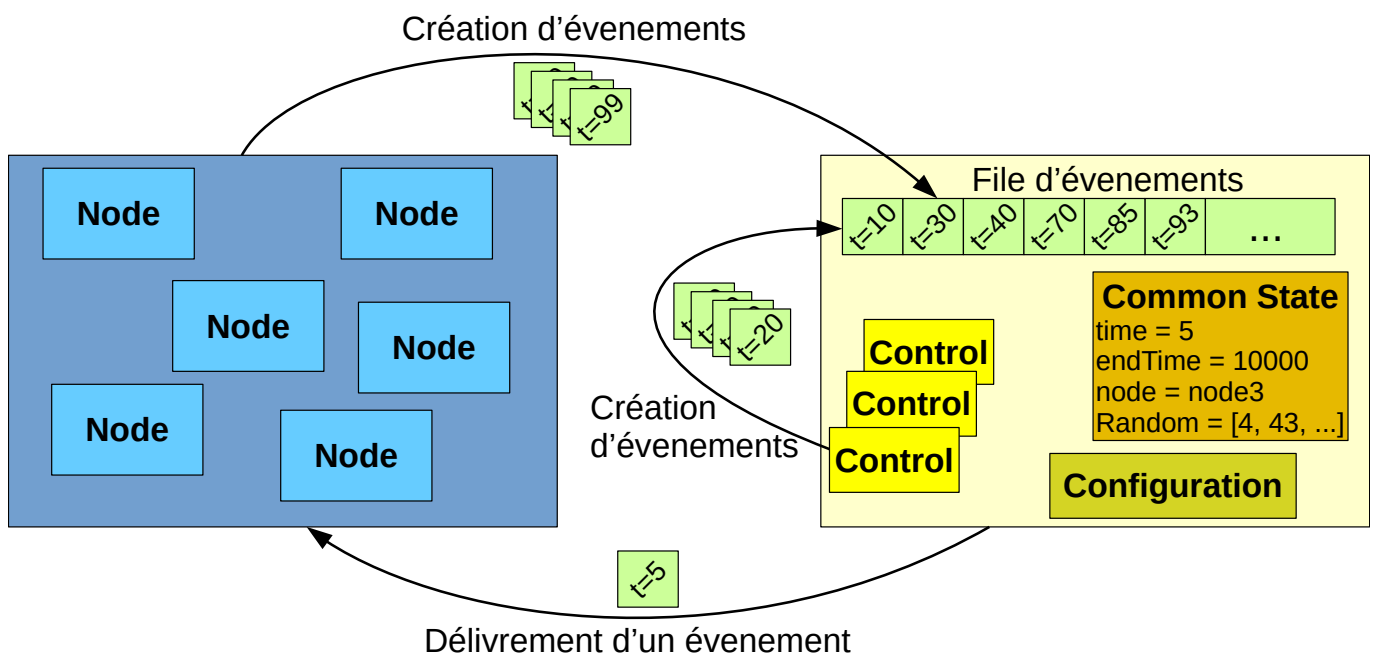 Création d'évenements
t=99
Node
Node
Node
Node
Node
Node
File d'évenements
t=10 t=30 t=40 t=70 t=85 t=93 ...
t=20
Création
d'évenements
Control
Control
Control
Common State
time = 5
endTime = 10000
node = node3
Random = [4, 43, ...]
Configuration
t=5
Délivrement d'un évenement